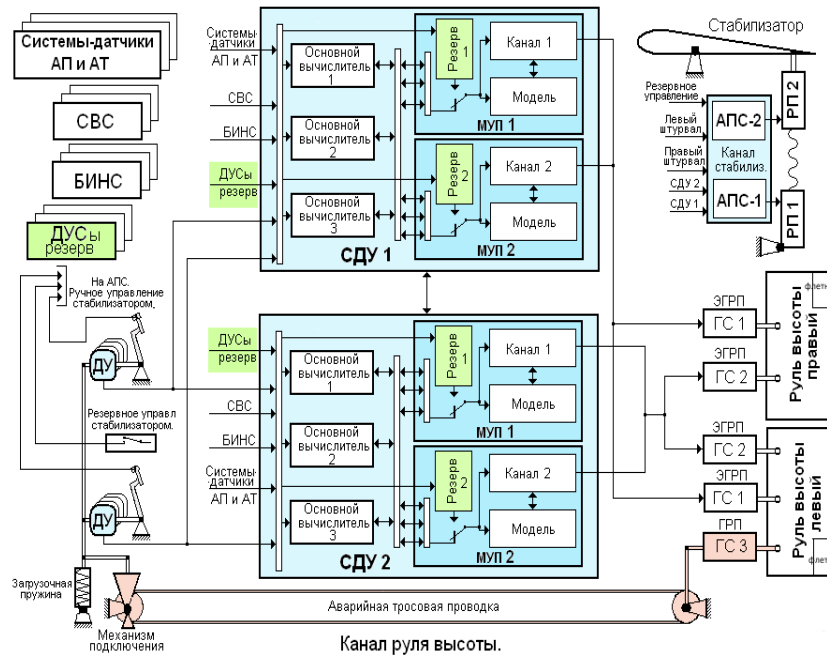 Системы-датчики
АП и АТ
СВС
БИНС
ДУСы
резерв
На АПС.
Ручное управление
стабилизатором,
ДУ
Резервное управл
стабилизатором.
ДУ
Загрузочная
пружина
Механизм
подключения
Аварийная тросовая проводка
Канал руля высоты.
Системы-
датчики
АП и АТ
СВС
БИНС
ДУСы
резерв
Основной
вычислитель
1
Основной
вычислитель
2
Основной
вычислитель
3
СДУ 1
Резерв
1
Канал 1
Модель
МУП 1
Резерв
2
Канал 2
Модель
МУП 2
ДУСы
резерв
СВС
БИНС
Системы-
датчики
АП и АТ
Основной
вычислитель
1
Основной
вычислитель
2
Основной
вычислитель
3
СДУ 2
Резерв
1
Канал 1
Модель
МУП 1
Резерв
2
Канал 2
Модель
МУП 2
Стабилизатор
Резервное
управление
Левый
штурвал
Правый
штурвал
СДУ 2
СДУ 1
АПС-2
Канал
стабилиз.
АПС-1
РП 2
РП 1
ЭГРП
ГС 1
ЭГРП
ГС 2
ЭГРП
ГС 2
ЭГРП
ГС 1
ГРП
ГС 3
Руль высоты
правый
Руль высоты
левый